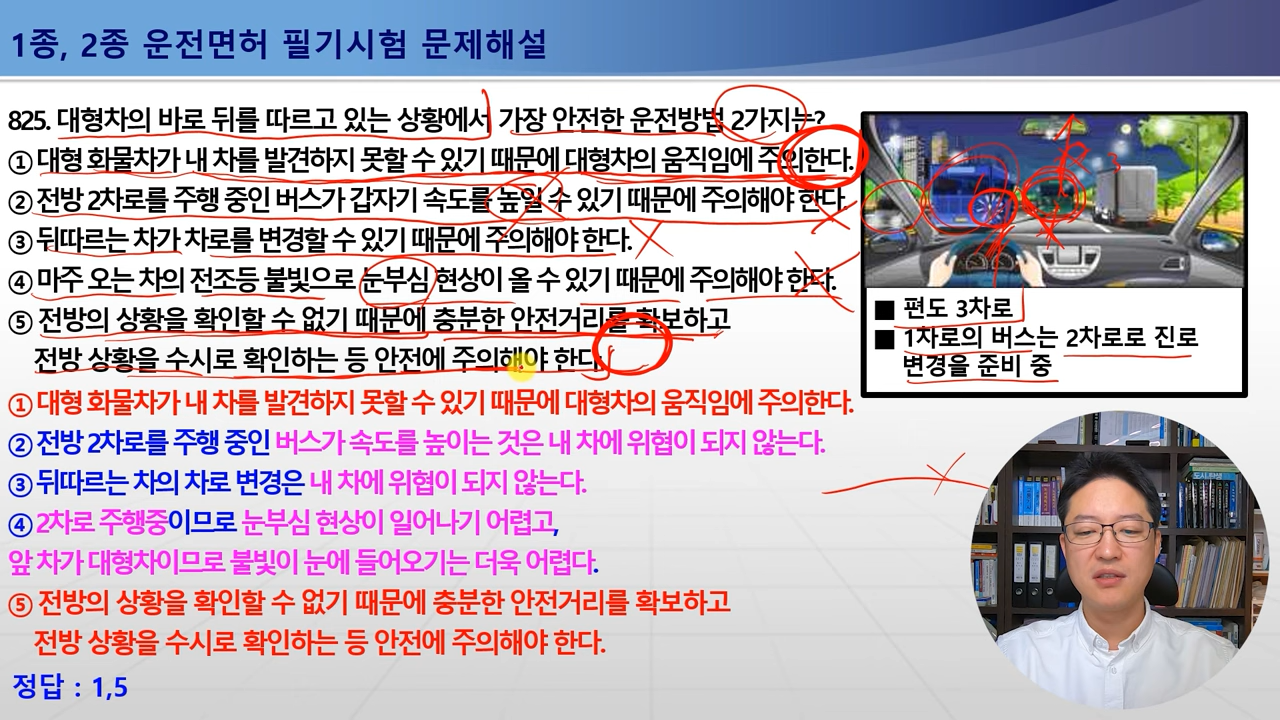 1종, 2종 운전면허 필기시험 문제해설
825. 대형차의 바로 뒤를 따르고 있는 상황에서 가장 안전한 운전방법 2가지는?
① 대형 화물차가 내 차를 발견하지 못할 수 있기 때문에 대형차의 움직임에 주의한다.
② 전방 2차로를 주행 중인 버스가 갑자기 속도를 높일 수 있기 때문에 주의해야 한다.
③ 뒤따르는 차가 차로를 변경할 수 있기 때문에 주의해야 한다.
④ 마주 오는 차의 전조등 불빛으로 눈부심 현상이 올 수 있기 때문에 주의해야 한다.
⑤ 전방의 상황을 확인할 수 없기 때문에 충분한 안전거리를 확보하고
전방 상황을 수시로 확인하는 등 안전에 주의해야 한다.
■ 편도 3차로
■ 1차로의 버스는 2차로로 진로
변경을 준비 중
① 대형 화물차가 내 차를 발견하지 못할 수 있기 때문에 대형차의 움직임에 주의한다.
② 전방 2차로를 주행 중인 버스가 속도를 높이는 것은 내 차에 위협이 되지 않는다.
③ 뒤따르는 차의 차로 변경은 내 차에 위협이 되지 않는다.
④ 2차로 주행중이므로 눈부심 현상이 일어나기 어렵고,
앞 차가 대형차이므로 불빛이 눈에 들어오기는 더욱 어렵다.
⑤ 전방의 상황을 확인할 수 없기 때문에 충분한 안전거리를 확보하고
전방 상황을 수시로 확인하는 등 안전에 주의해야 한다.
정답 : 1,5